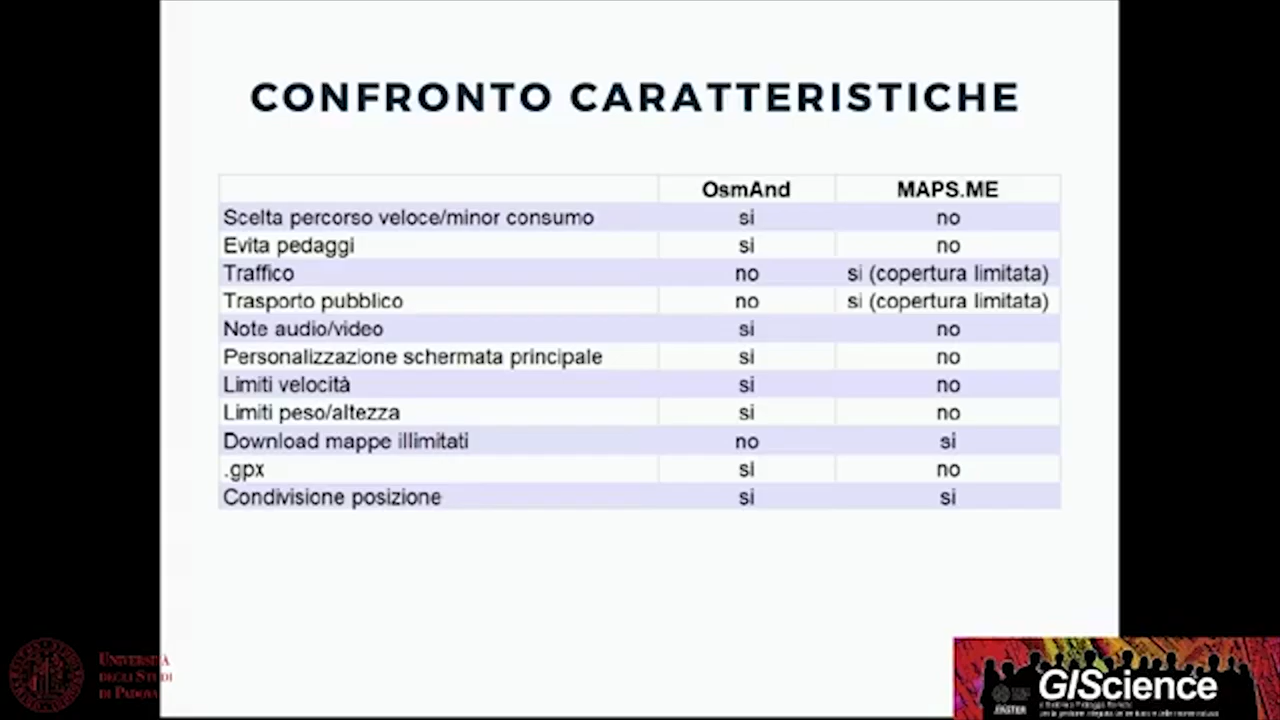 CONFRONTO CARATTERISTICHE
OsmAnd MAPS.ME
Scelta percorso veloce/minor consumo si no
Evita pedaggi si no
Traffico no si (copertura limitata)
Trasporto pubblico no si (copertura limitata)
Note audio/video si no
Personalizzazione schermata principale si no
Limiti velocità si no
Limiti peso/altezza si no
Download mappe illimitati no si
.gpx si no
Condivisione posizione si si
UNIVERSITÀ
DEGLI STUDI
DI PADOVA
GIScience
MASTER